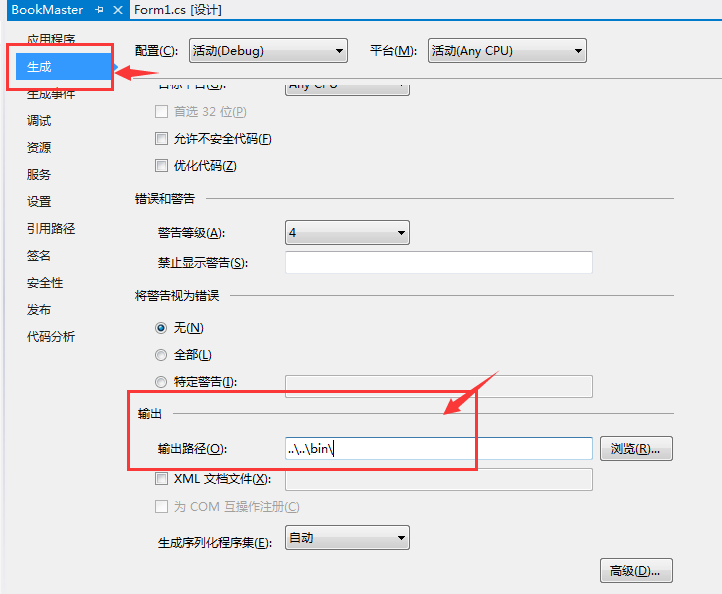 BookMaster Form1.cs [设计]
应用程序
配置(C): 活动(Debug) 平台(M): 活动(Any CPU)
生成
目标平台(G): Any CPU
生成事件
首选 32 位(P)
调试
允许不安全代码(F)
资源
优化代码(Z)
服务
错误和警告
设置
引用路径
警告等级(A): 4
签名
禁止显示警告(S):
安全性
将警告视为错误
发布
无(N)
代码分析
全部(L)
特定警告(I):
输出
输出路径(O): ..\..\bin\ 浏览(R)...
XML 文档文件(X):
为 COM 互操作注册(C)
生成序列化程序集(E): 自动
高级(D)...